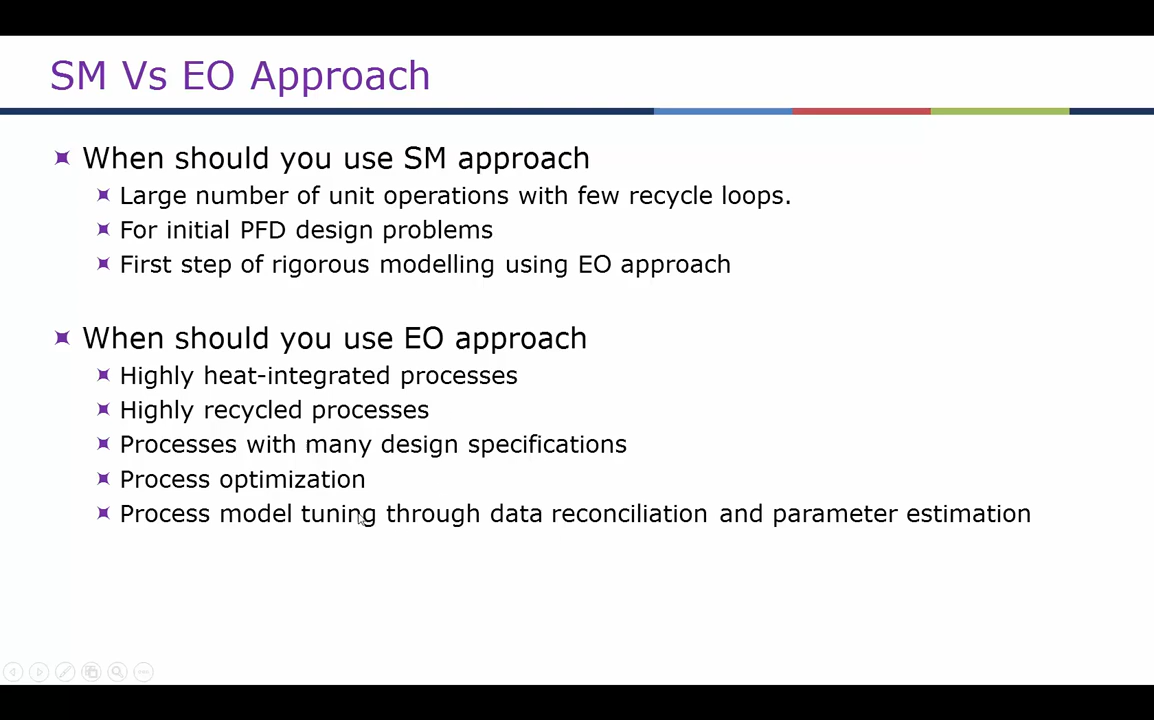 SM Vs EO Approach
When should you use SM approach
Large number of unit operations with few recycle loops.
For initial PFD design problems
First step of rigorous modelling using EO approach
When should you use EO approach
Highly heat-integrated processes
Highly recycled processes
Processes with many design specifications
Process optimization
Process model tuning through data reconciliation and parameter estimation